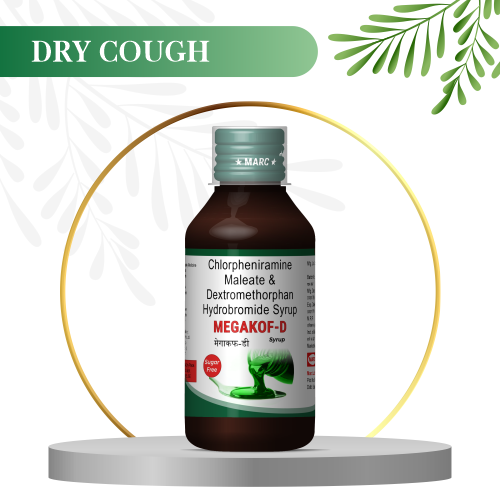 DRY COUGH
★ MARC ★
Chlorpheniramine
Maleate &
Dextromethorphan
Hydrobromide Syrup
MEGAKOF-D
मेगाकफ-डी
Syrup
Sugar
Free